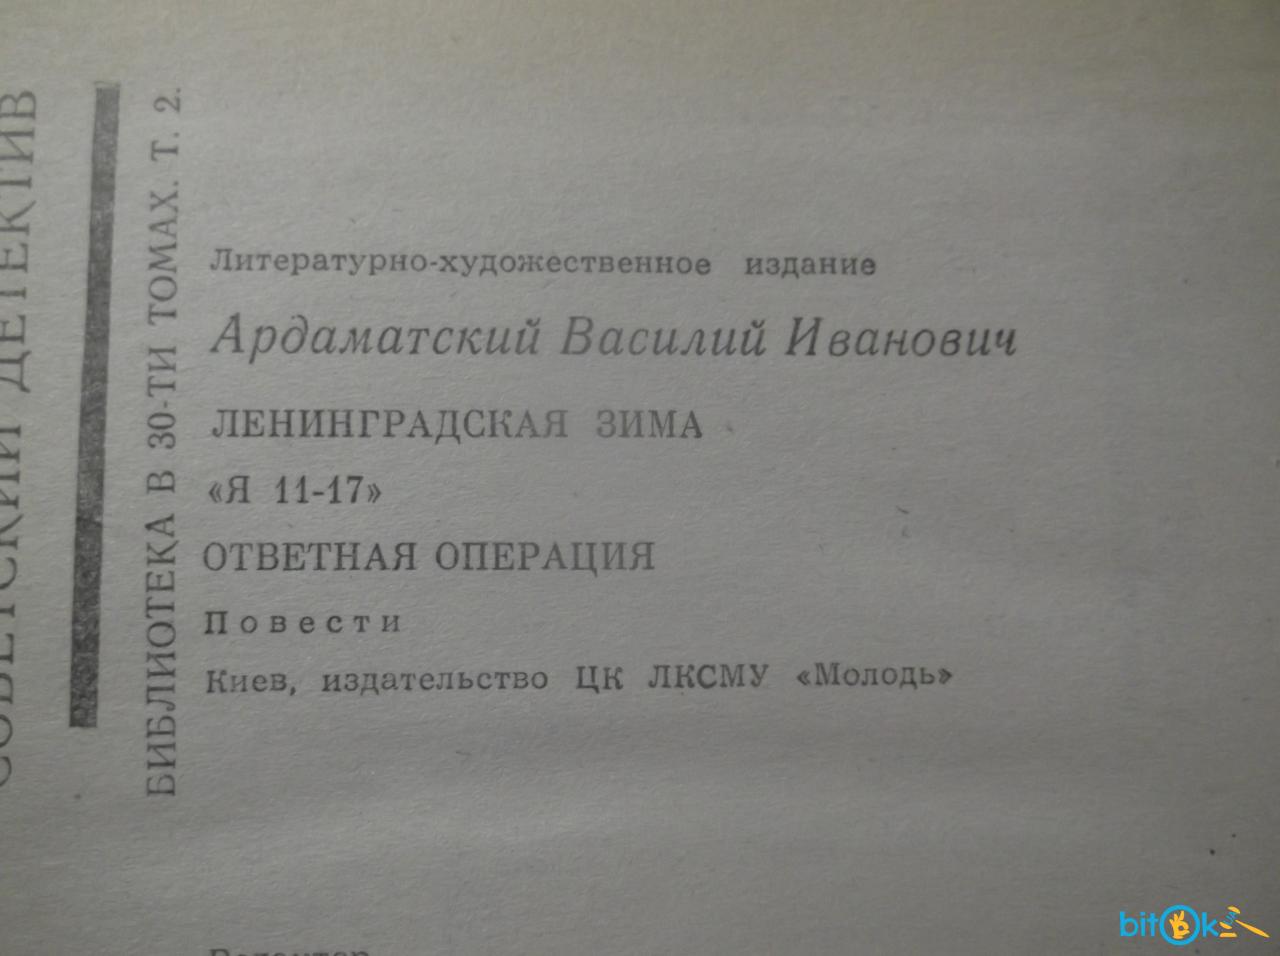 СОВЕТСКИЙ ДЕТЕКТИВ
БИБЛИОТЕКА В 30-ТИ ТОМАХ. Т. 2.
Литературно-художественное издание
Ардаматский Василий Иванович
ЛЕНИНГРАДСКАЯ ЗИМА
«Я 11-17»
ОТВЕТНАЯ ОПЕРАЦИЯ
Повести
Киев, издательство ЦК ЛКСМУ «Молодь»
Редактор
bitOk